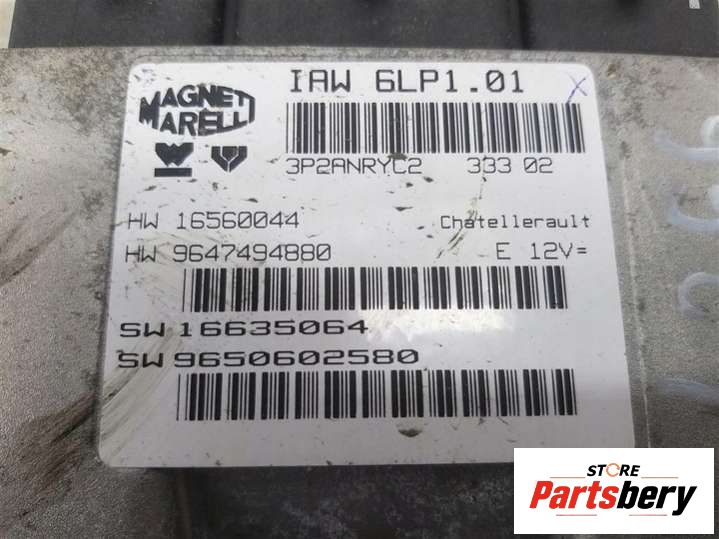 MAGNETI
MARELLI
IAW 6LP1.01
3P2ANRYC2 333 02
HW 16560044 Chatellerault
HW 9647494880 E 12V=
SW 16635064
SW 9650602580
STORE
Partsbery